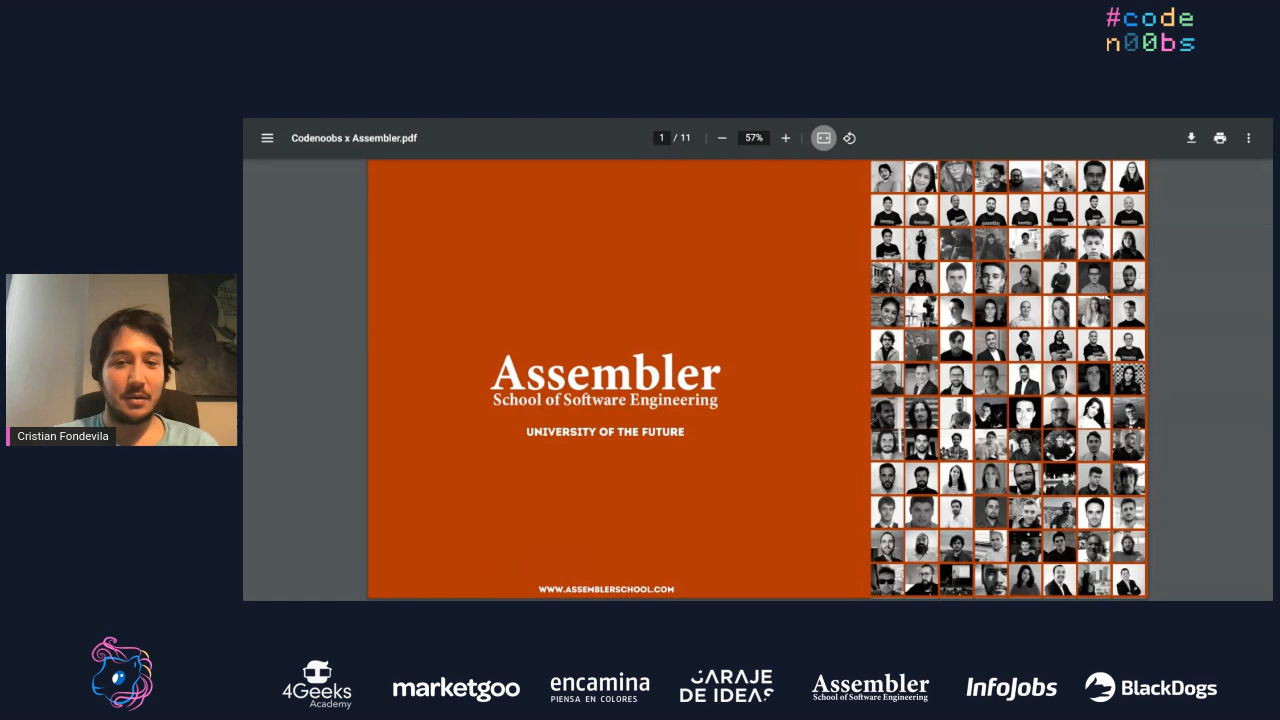 #code
n00bs
Codenoobs x Assembler.pdf
1 / 11
57%
Assembler
School of Software Engineering
UNIVERSITY OF THE FUTURE
WWW.ASSEMBLERSCHOOL.COM
Cristian Fondevila
4Geeks
Academy
marketgoo
encamina
PIENSA EN COLORES
GARAJE
DE IDEAS
Assembler
School of Software Engineering
InfoJobs
BlackDogs